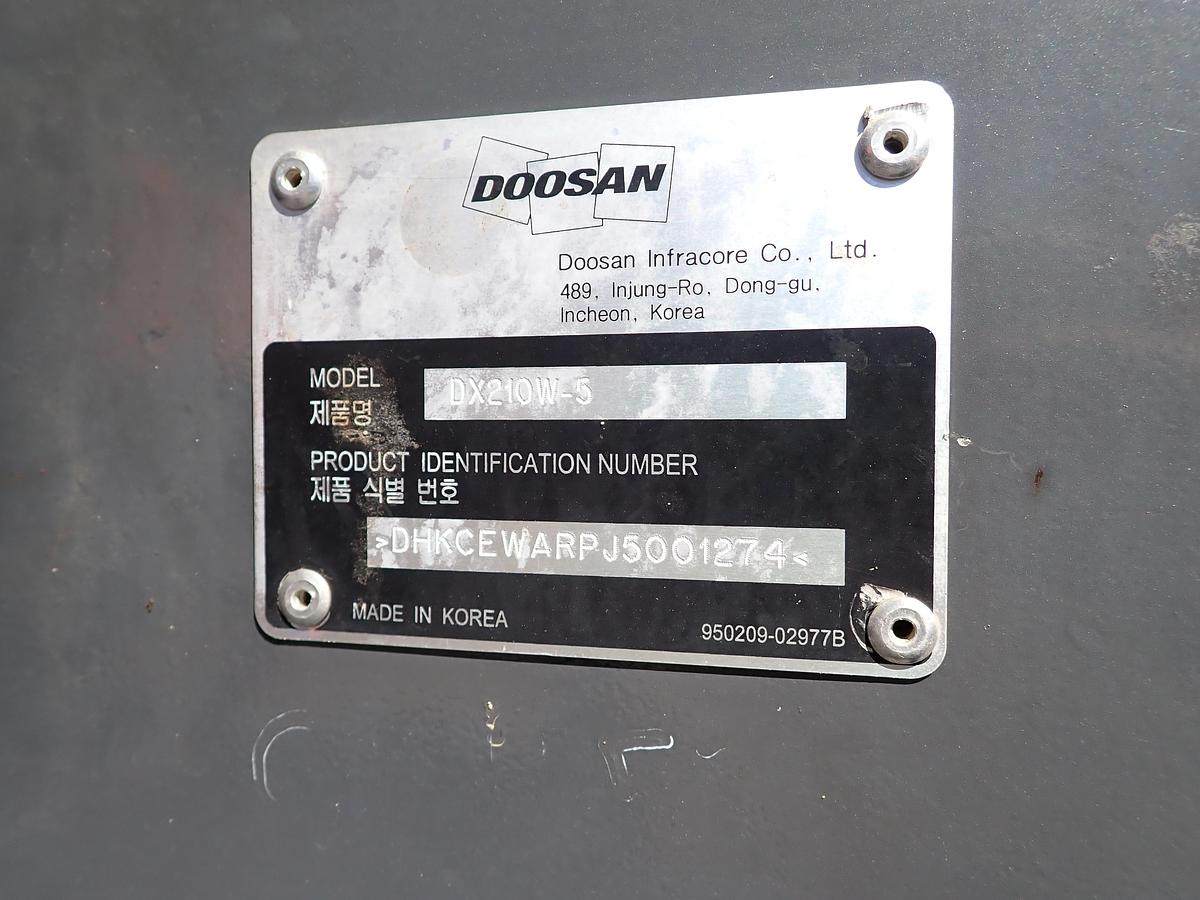 DOOSAN
Doosan Infracore Co., Ltd.
489, Injung-Ro, Dong-gu,
Incheon, Korea
MODEL
제품명
DX210W-5
PRODUCT IDENTIFICATION NUMBER
제품 식별 번호
>DHKCEWARPJ5001274<
MADE IN KOREA
950209-02977B